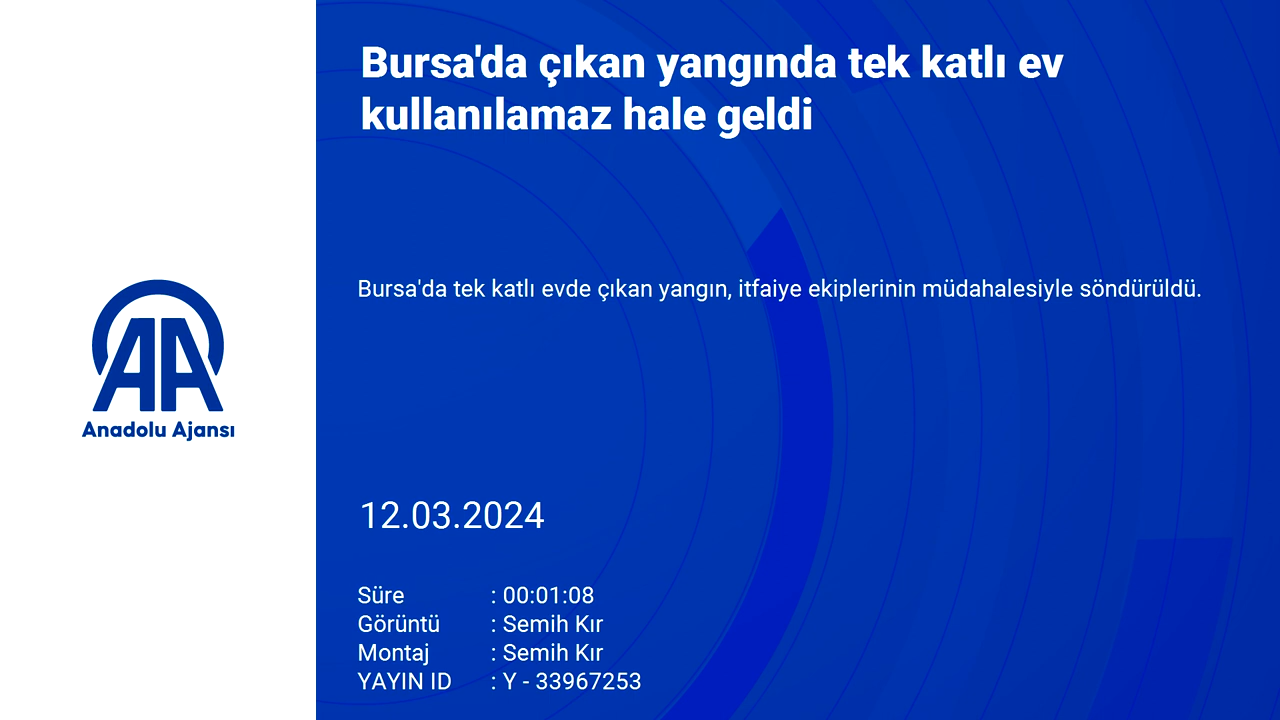 Bursa'da çıkan yangında tek katlı ev
kullanılamaz hale geldi
Bursa'da tek katlı evde çıkan yangın, itfaiye ekiplerinin müdahalesiyle söndürüldü.
AA
Anadolu Ajansı
12.03.2024
Süre : 00:01:08
Görüntü : Semih Kır
Montaj : Semih Kır
YAYIN ID : Y - 33967253